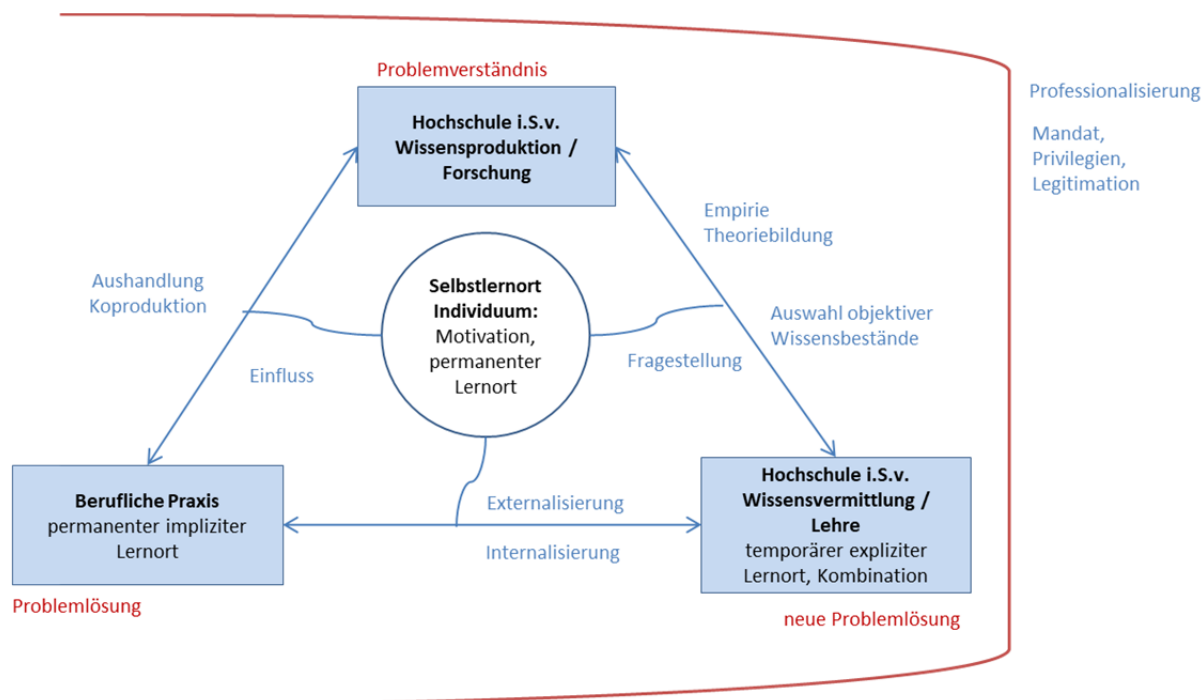 Problemverständnis
Hochschule i.S.v.
Wissensproduktion /
Forschung
Professionalisierung
Mandat,
Privilegien,
Legitimation
Empirie
Theoriebildung
Aushandlung
Koproduktion
Selbstlernort
Individuum:
Motivation,
permanenter
Lernort
Auswahl objektiver
Wissensbestände
Einfluss
Fragestellung
Berufliche Praxis
permanenter impliziter
Lernort
Externalisierung
Internalisierung
Hochschule i.S.v.
Wissensvermittlung /
Lehre
temporärer expliziter
Lernort, Kombination
Problemlösung
neue Problemlösung